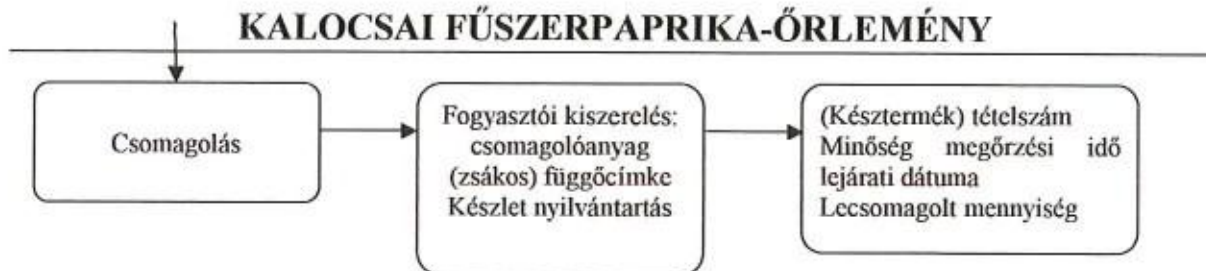 KALOCSAI FŰSZERPAPRIKA-ŐRLEMÉNY
Csomagolás
Fogyasztói kiszerelés:
csomagolóanyag
(zsákos) függőcímke
Készlet nyilvántartás
(Késztermék) tételszám
Minőség megőrzési idő
lejárati dátuma
Lecsomagolt mennyiség